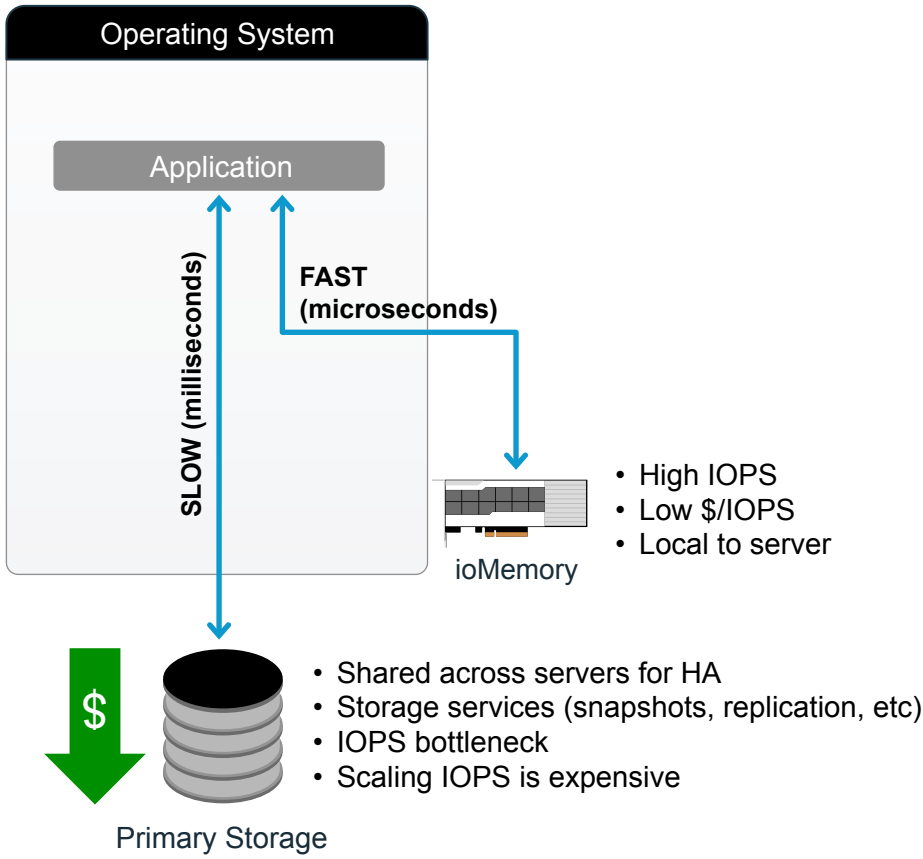 Operating System
Application
SLOW (milliseconds)
FAST
(microseconds)
ioMemory
• High IOPS
• Low $/IOPS
• Local to server
$
Primary Storage
• Shared across servers for HA
• Storage services (snapshots, replication, etc)
• IOPS bottleneck
• Scaling IOPS is expensive